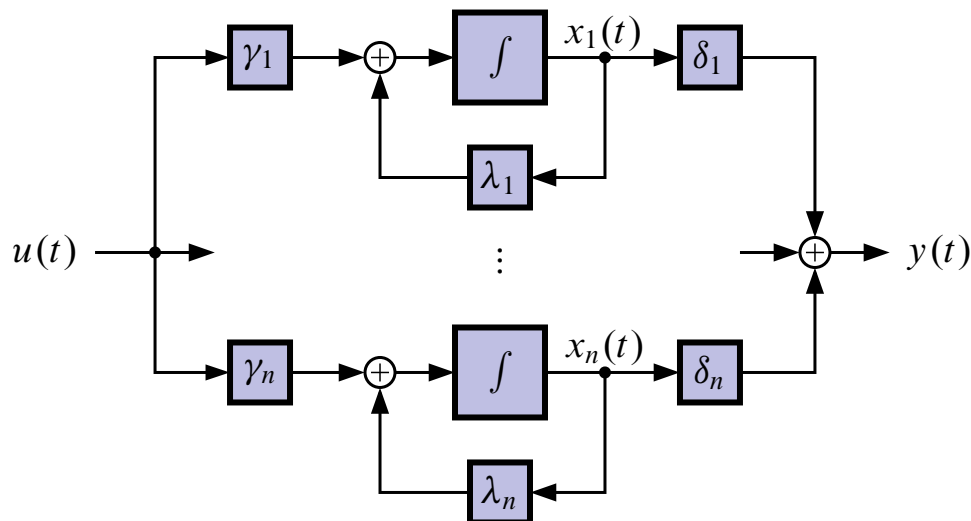 γ₁ + ∫ x₁(t) δ₁
λ₁
u(t) ⋮ + y(t)
γₙ + ∫ xₙ(t) δₙ
λₙ